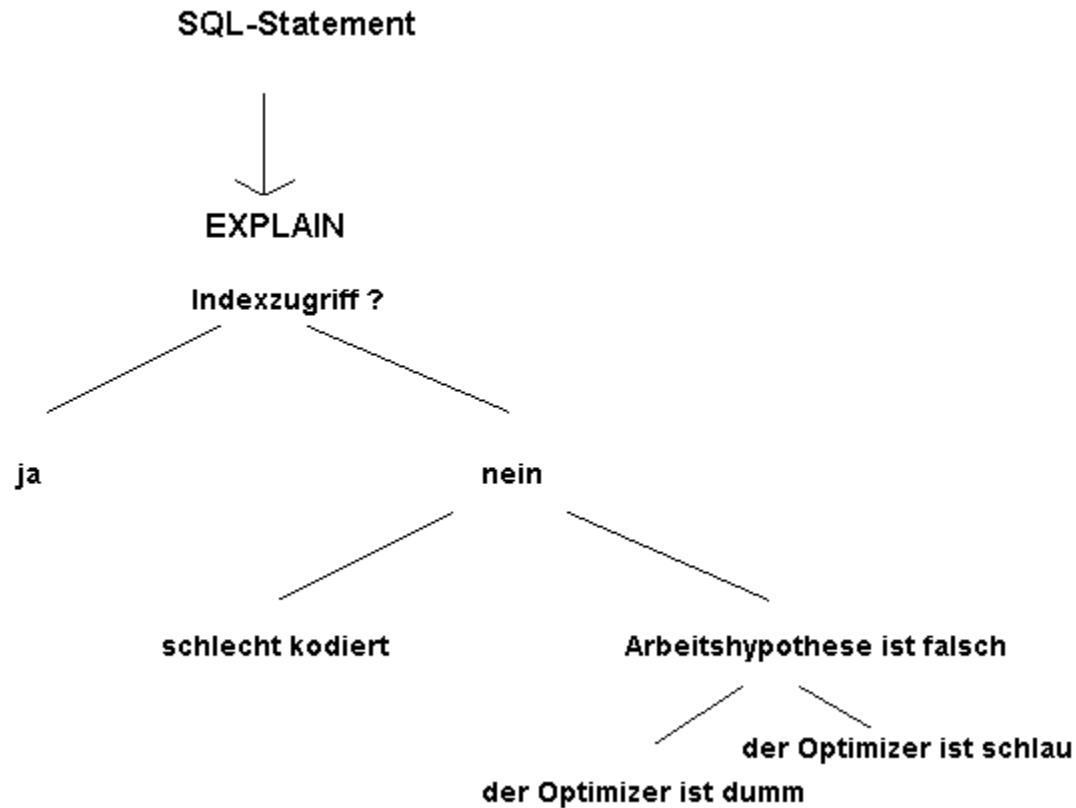 SQL-Statement
EXPLAIN
Indexzugriff ?
ja
nein
schlecht kodiert
Arbeitshypothese ist falsch
der Optimizer ist schlau
der Optimizer ist dumm